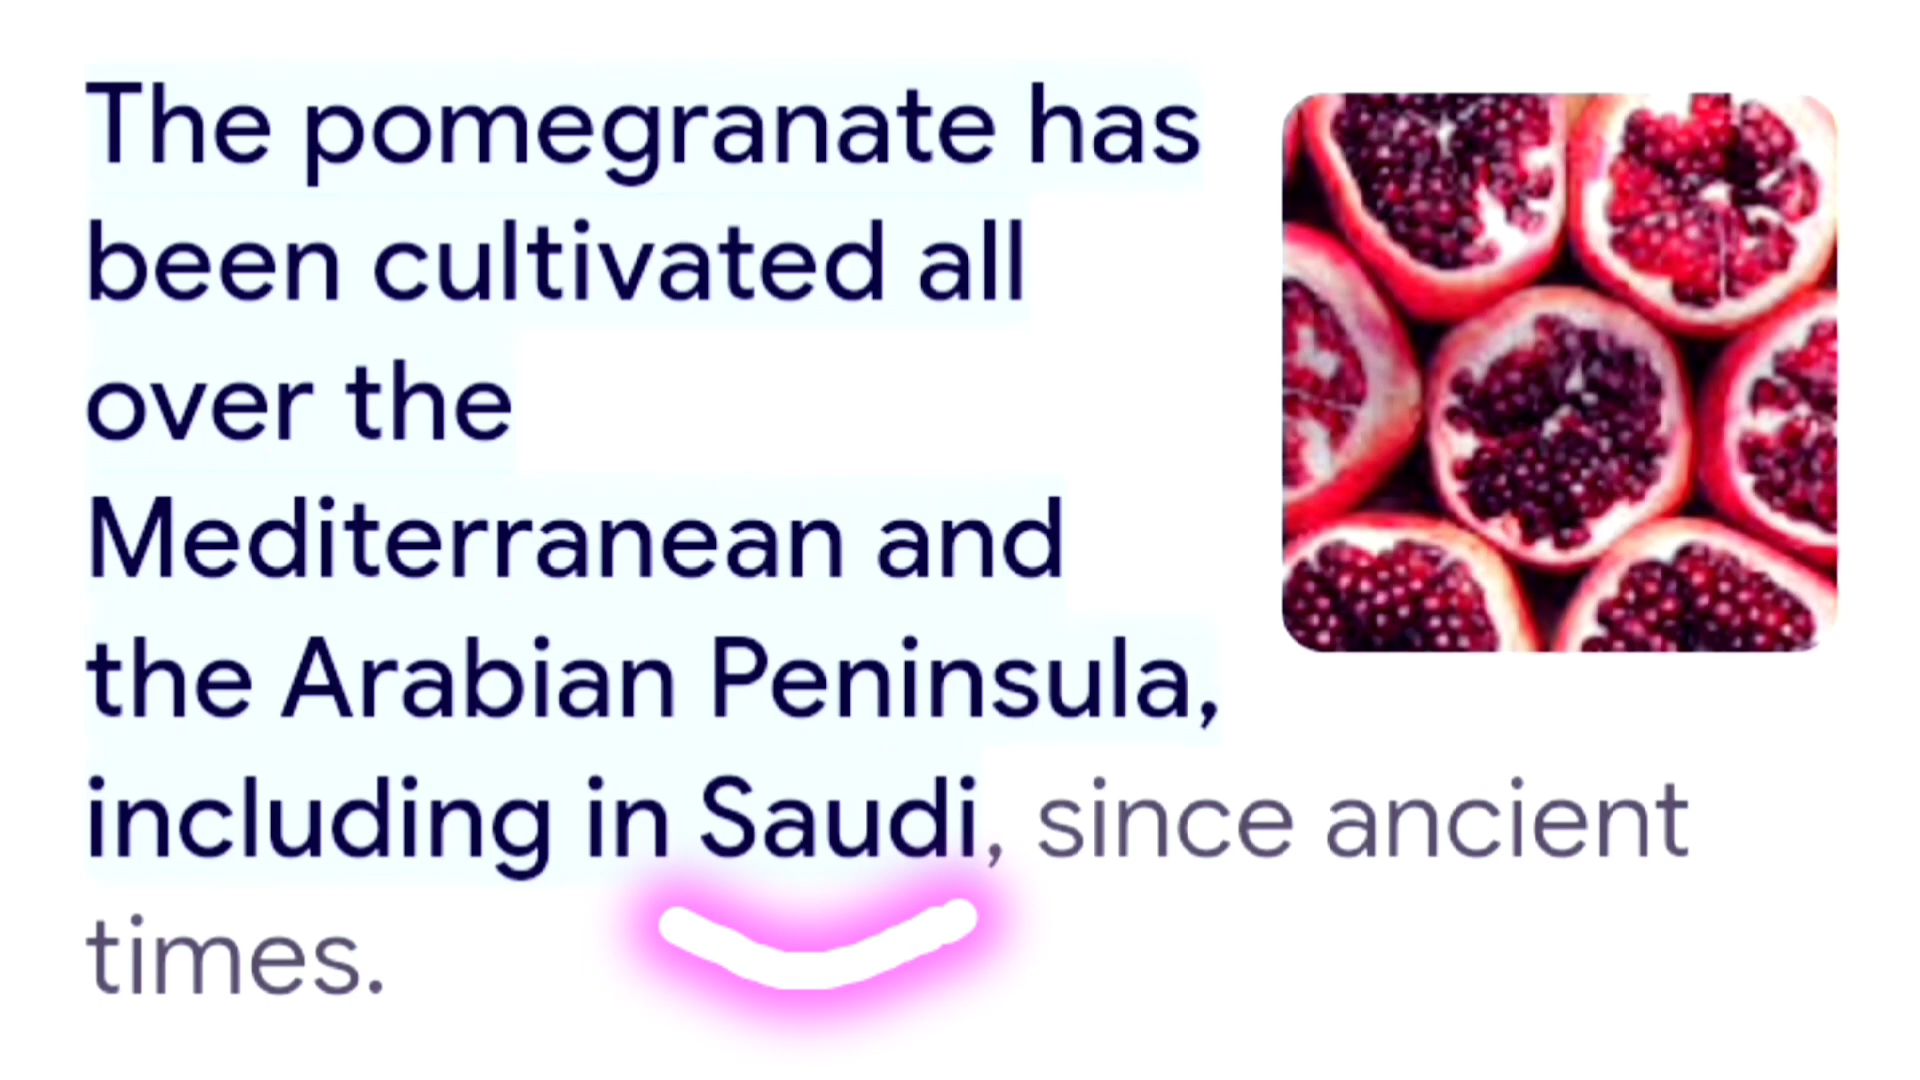 The pomegranate has
been cultivated all
over the
Mediterranean and
the Arabian Peninsula,
including in Saudi, since ancient
times.